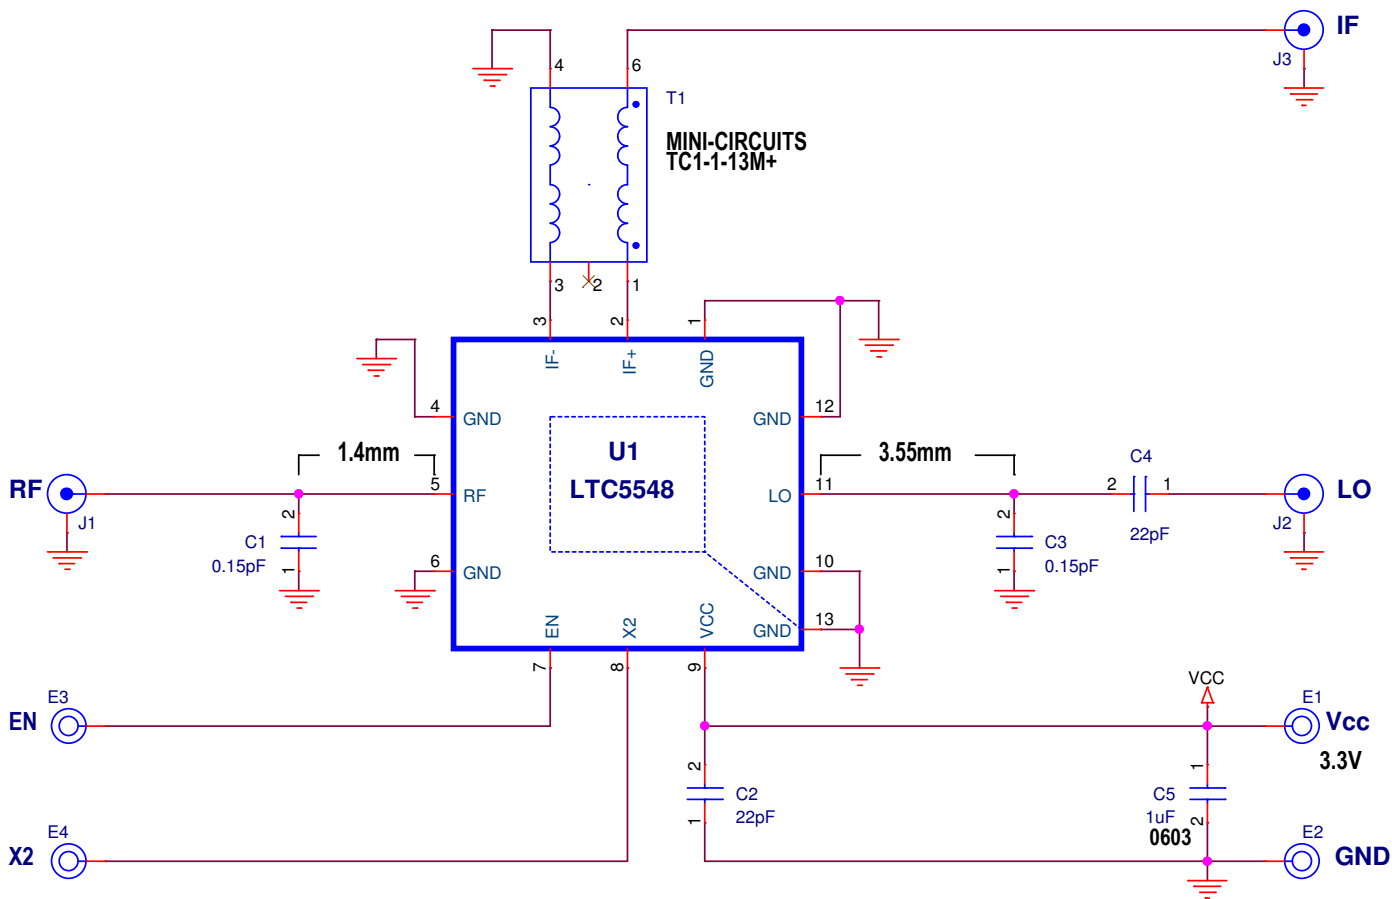 IF
J3
4
6
T1
MINI-CIRCUITS
TC1-1-13M+
3
2
1
3
2
1
IF-
IF+
GND
4
GND
GND
12
1.4mm
U1
LTC5548
3.55mm
C4
RF
J1
5
RF
LO
11
2
1
22pF
J2
LO
2
C1
0.15pF
1
6
GND
GND
10
2
C3
0.15pF
1
EN
X2
VCC
GND
13
7
8
9
E3
EN
VCC
E1
Vcc
3.3V
2
C2
22pF
1
1
C5
1uF
2
0603
E4
X2
E2
GND